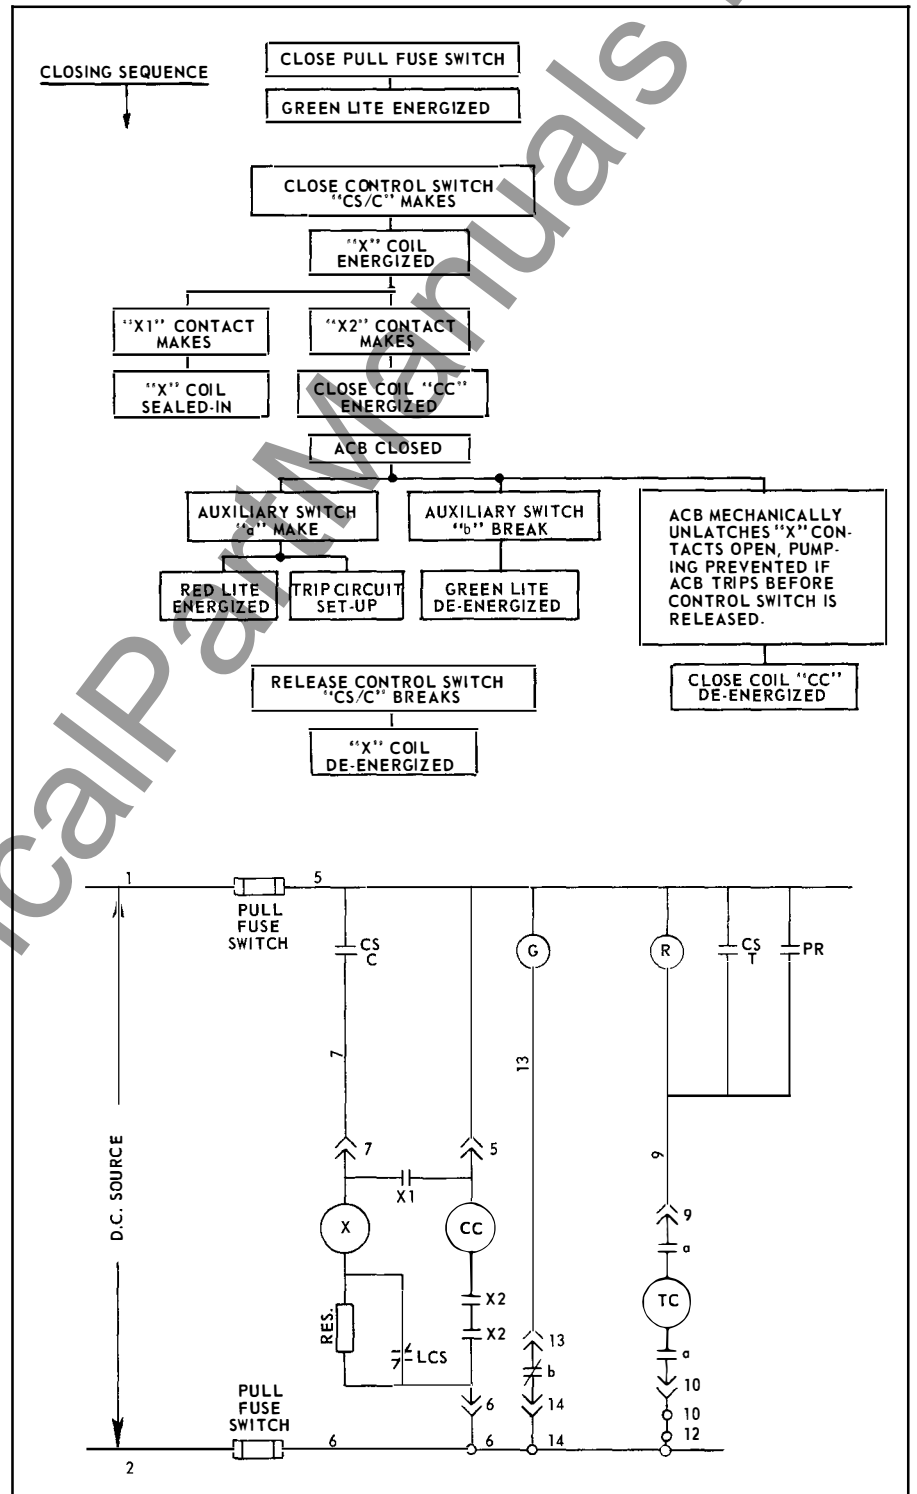 CLOSING SEQUENCE
CLOSE PULL FUSE SWITCH
GREEN LITE ENERGIZED
CLOSE CONTROL SWITCH
"CS/C" MAKES
"X" COIL
ENERGIZED
"X1" CONTACT
MAKES
"X2" CONTACT
MAKES
"X" COIL
SEALED-IN
CLOSE COIL "CC"
ENERGIZED
ACB CLOSED
AUXILIARY SWITCH
"a" MAKE
AUXILIARY SWITCH
"b" BREAK
ACB MECHANICALLY
UNLATCHES "X" CON-
TACTS OPEN, PUMP-
ING PREVENTED IF
ACB TRIPS BEFORE
CONTROL SWITCH IS
RELEASED.
RED LITE
ENERGIZED
TRIP CIRCUIT
SET-UP
GREEN LITE
DE-ENERGIZED
CLOSE COIL "CC"
DE-ENERGIZED
RELEASE CONTROL SWITCH
"CS/C" BREAKS
"X" COIL
DE-ENERGIZED
1
5
PULL
FUSE
SWITCH
CS
C
G
R
CS
T
PR
7
13
9
D.C. SOURCE
7
5
X1
9
a
X
CC
TC
X2
X2
RES.
LCS
13
b
14
a
10
10
12
6
PULL
FUSE
SWITCH
2
6
6
14
calPartManuals